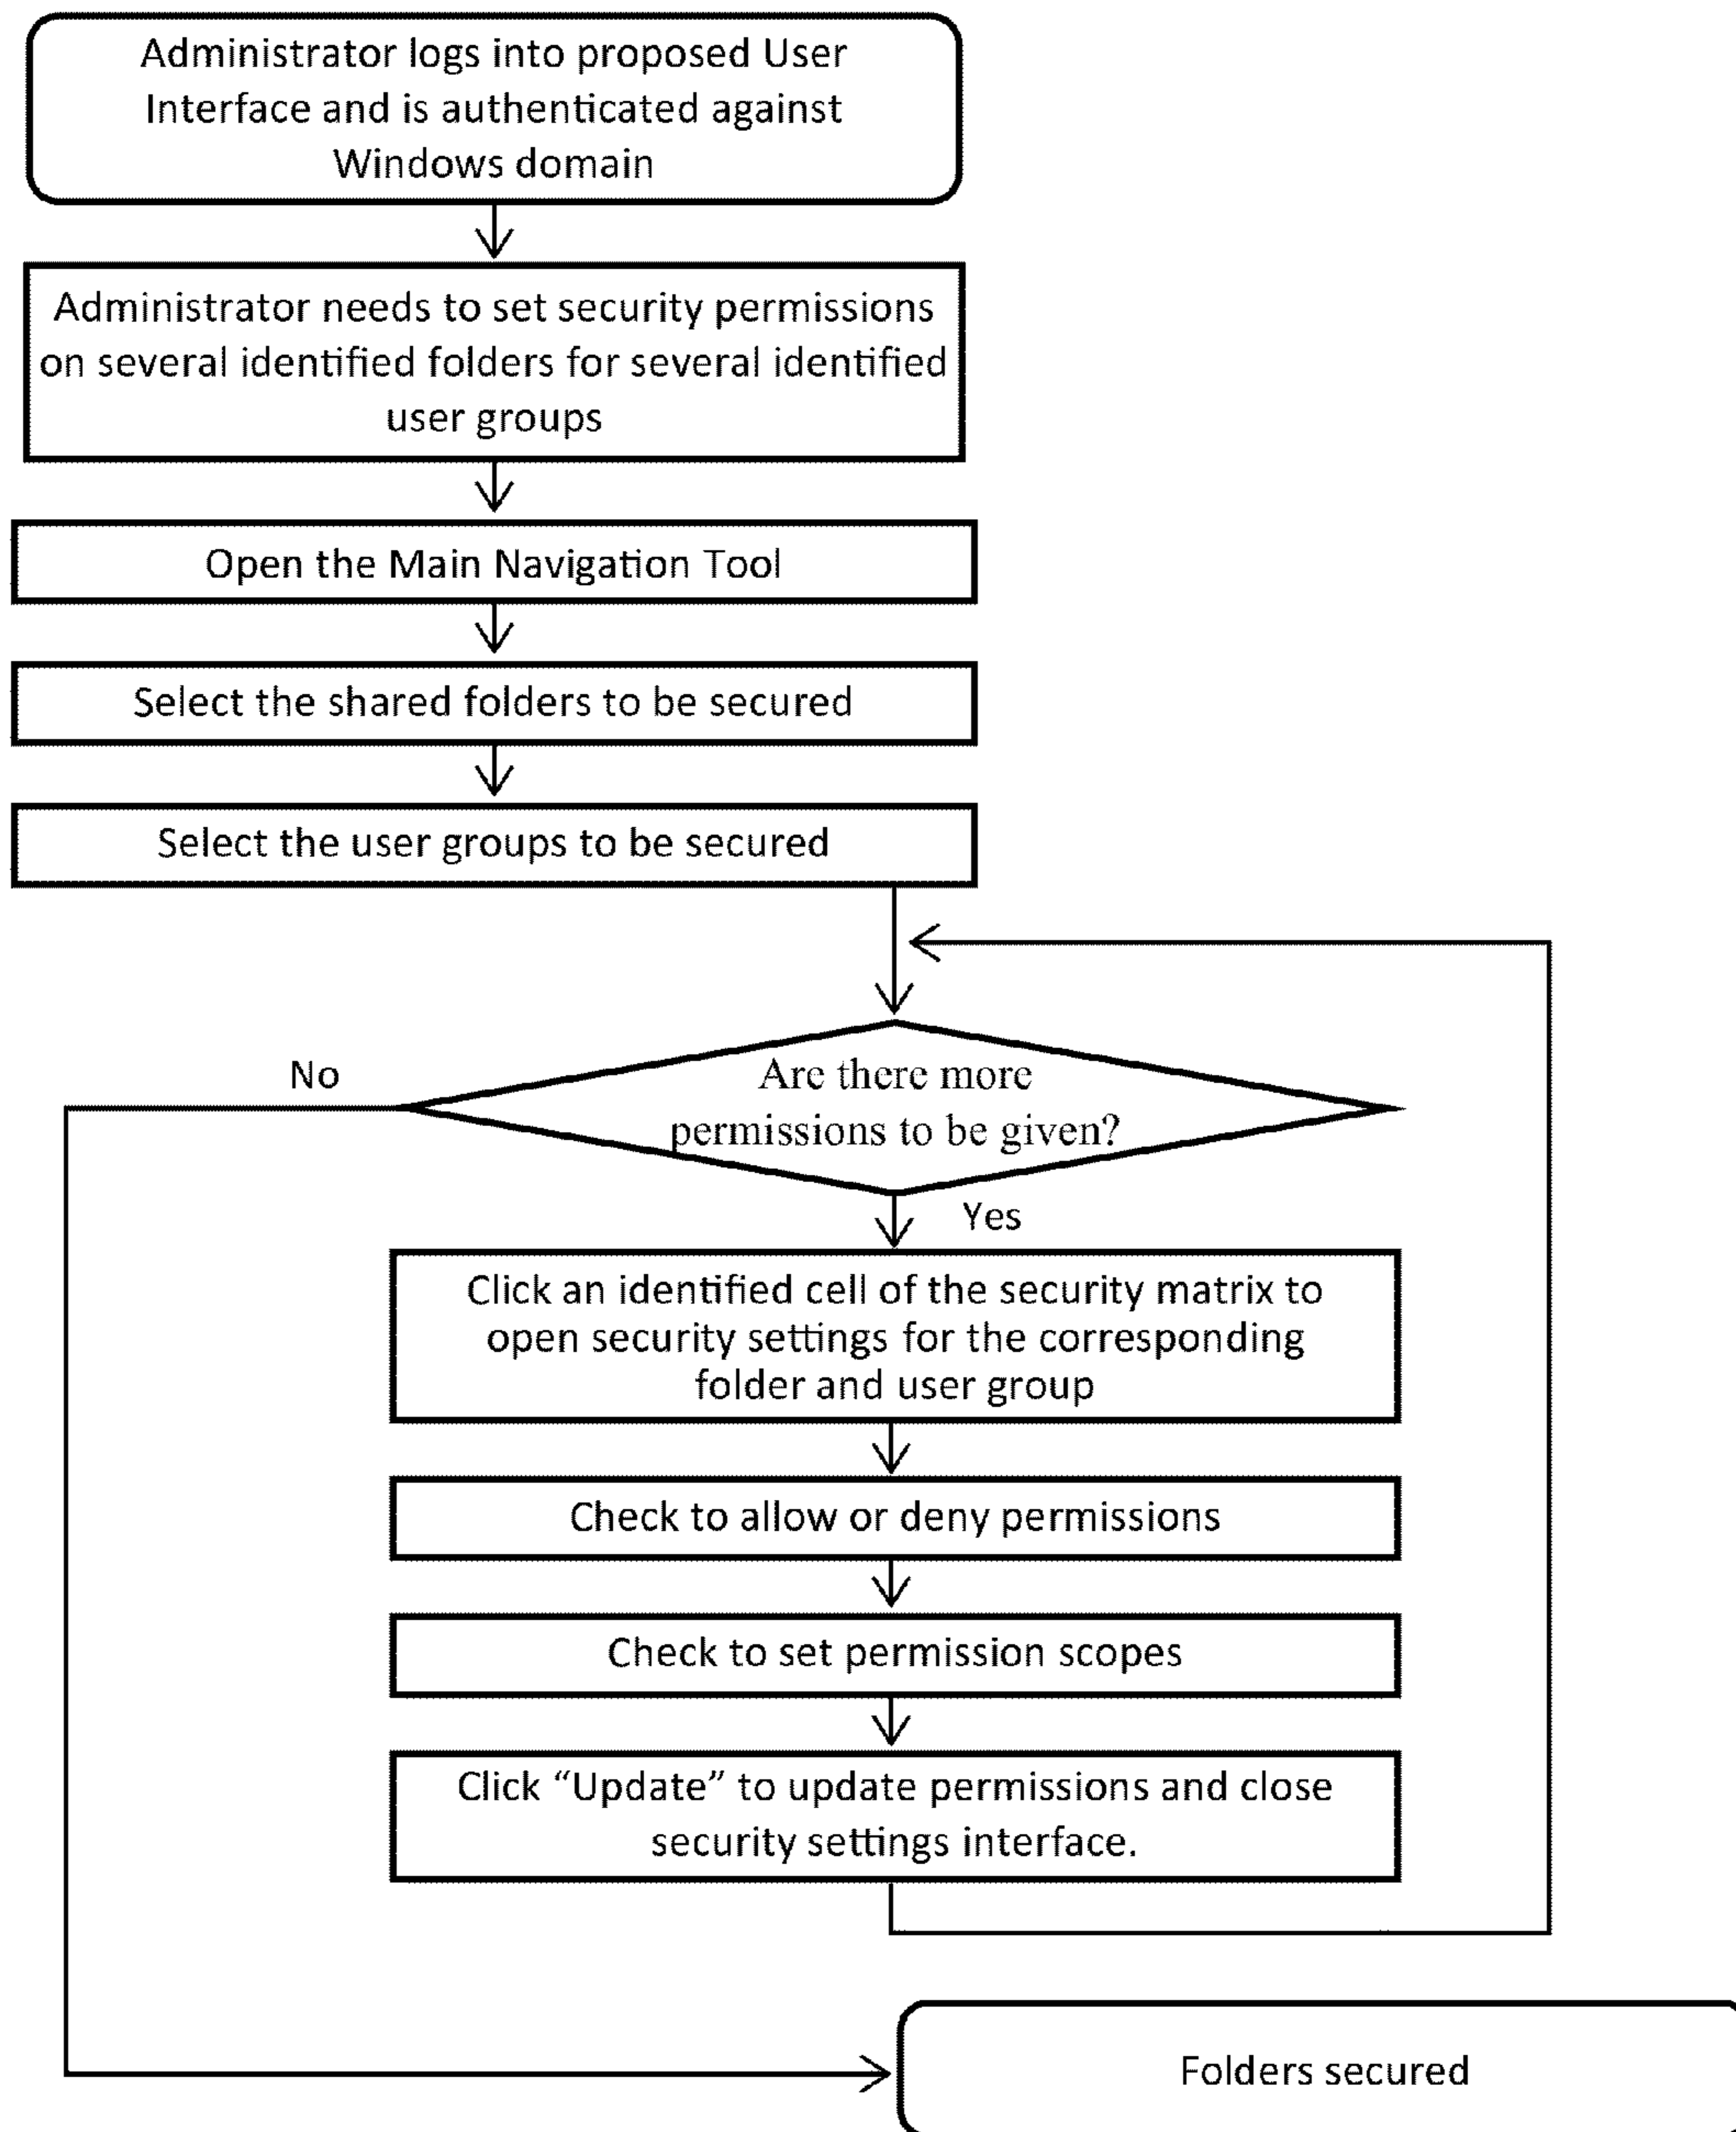 Administrator logs into proposed User
Interface and is authenticated against
Windows domain
Administrator needs to set security permissions
on several identified folders for several identified
user groups
Open the Main Navigation Tool
Select the shared folders to be secured
Select the user groups to be secured
No
Are there more
permissions to be given?
Yes
Click an identified cell of the security matrix to
open security settings for the corresponding
folder and user group
Check to allow or deny permissions
Check to set permission scopes
Click “Update” to update permissions and close
security settings interface.
Folders secured